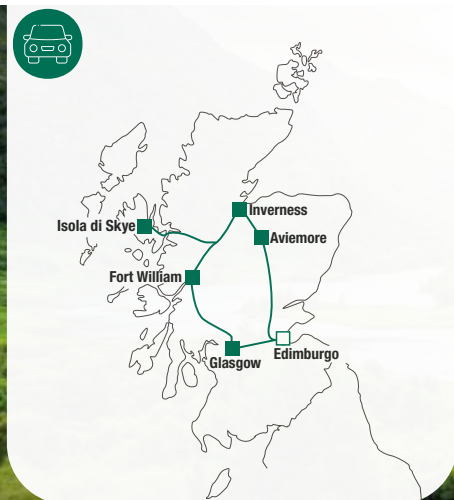 Inverness
Isola di Skye
Aviemore
Fort William
Edimburgo
Glasgow